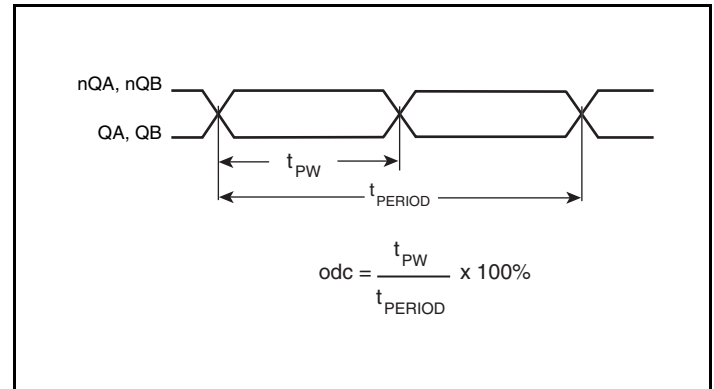 nQA, nQB
QA, QB
tPW
tPERIOD
odc = tPW / tPERIOD x 100%